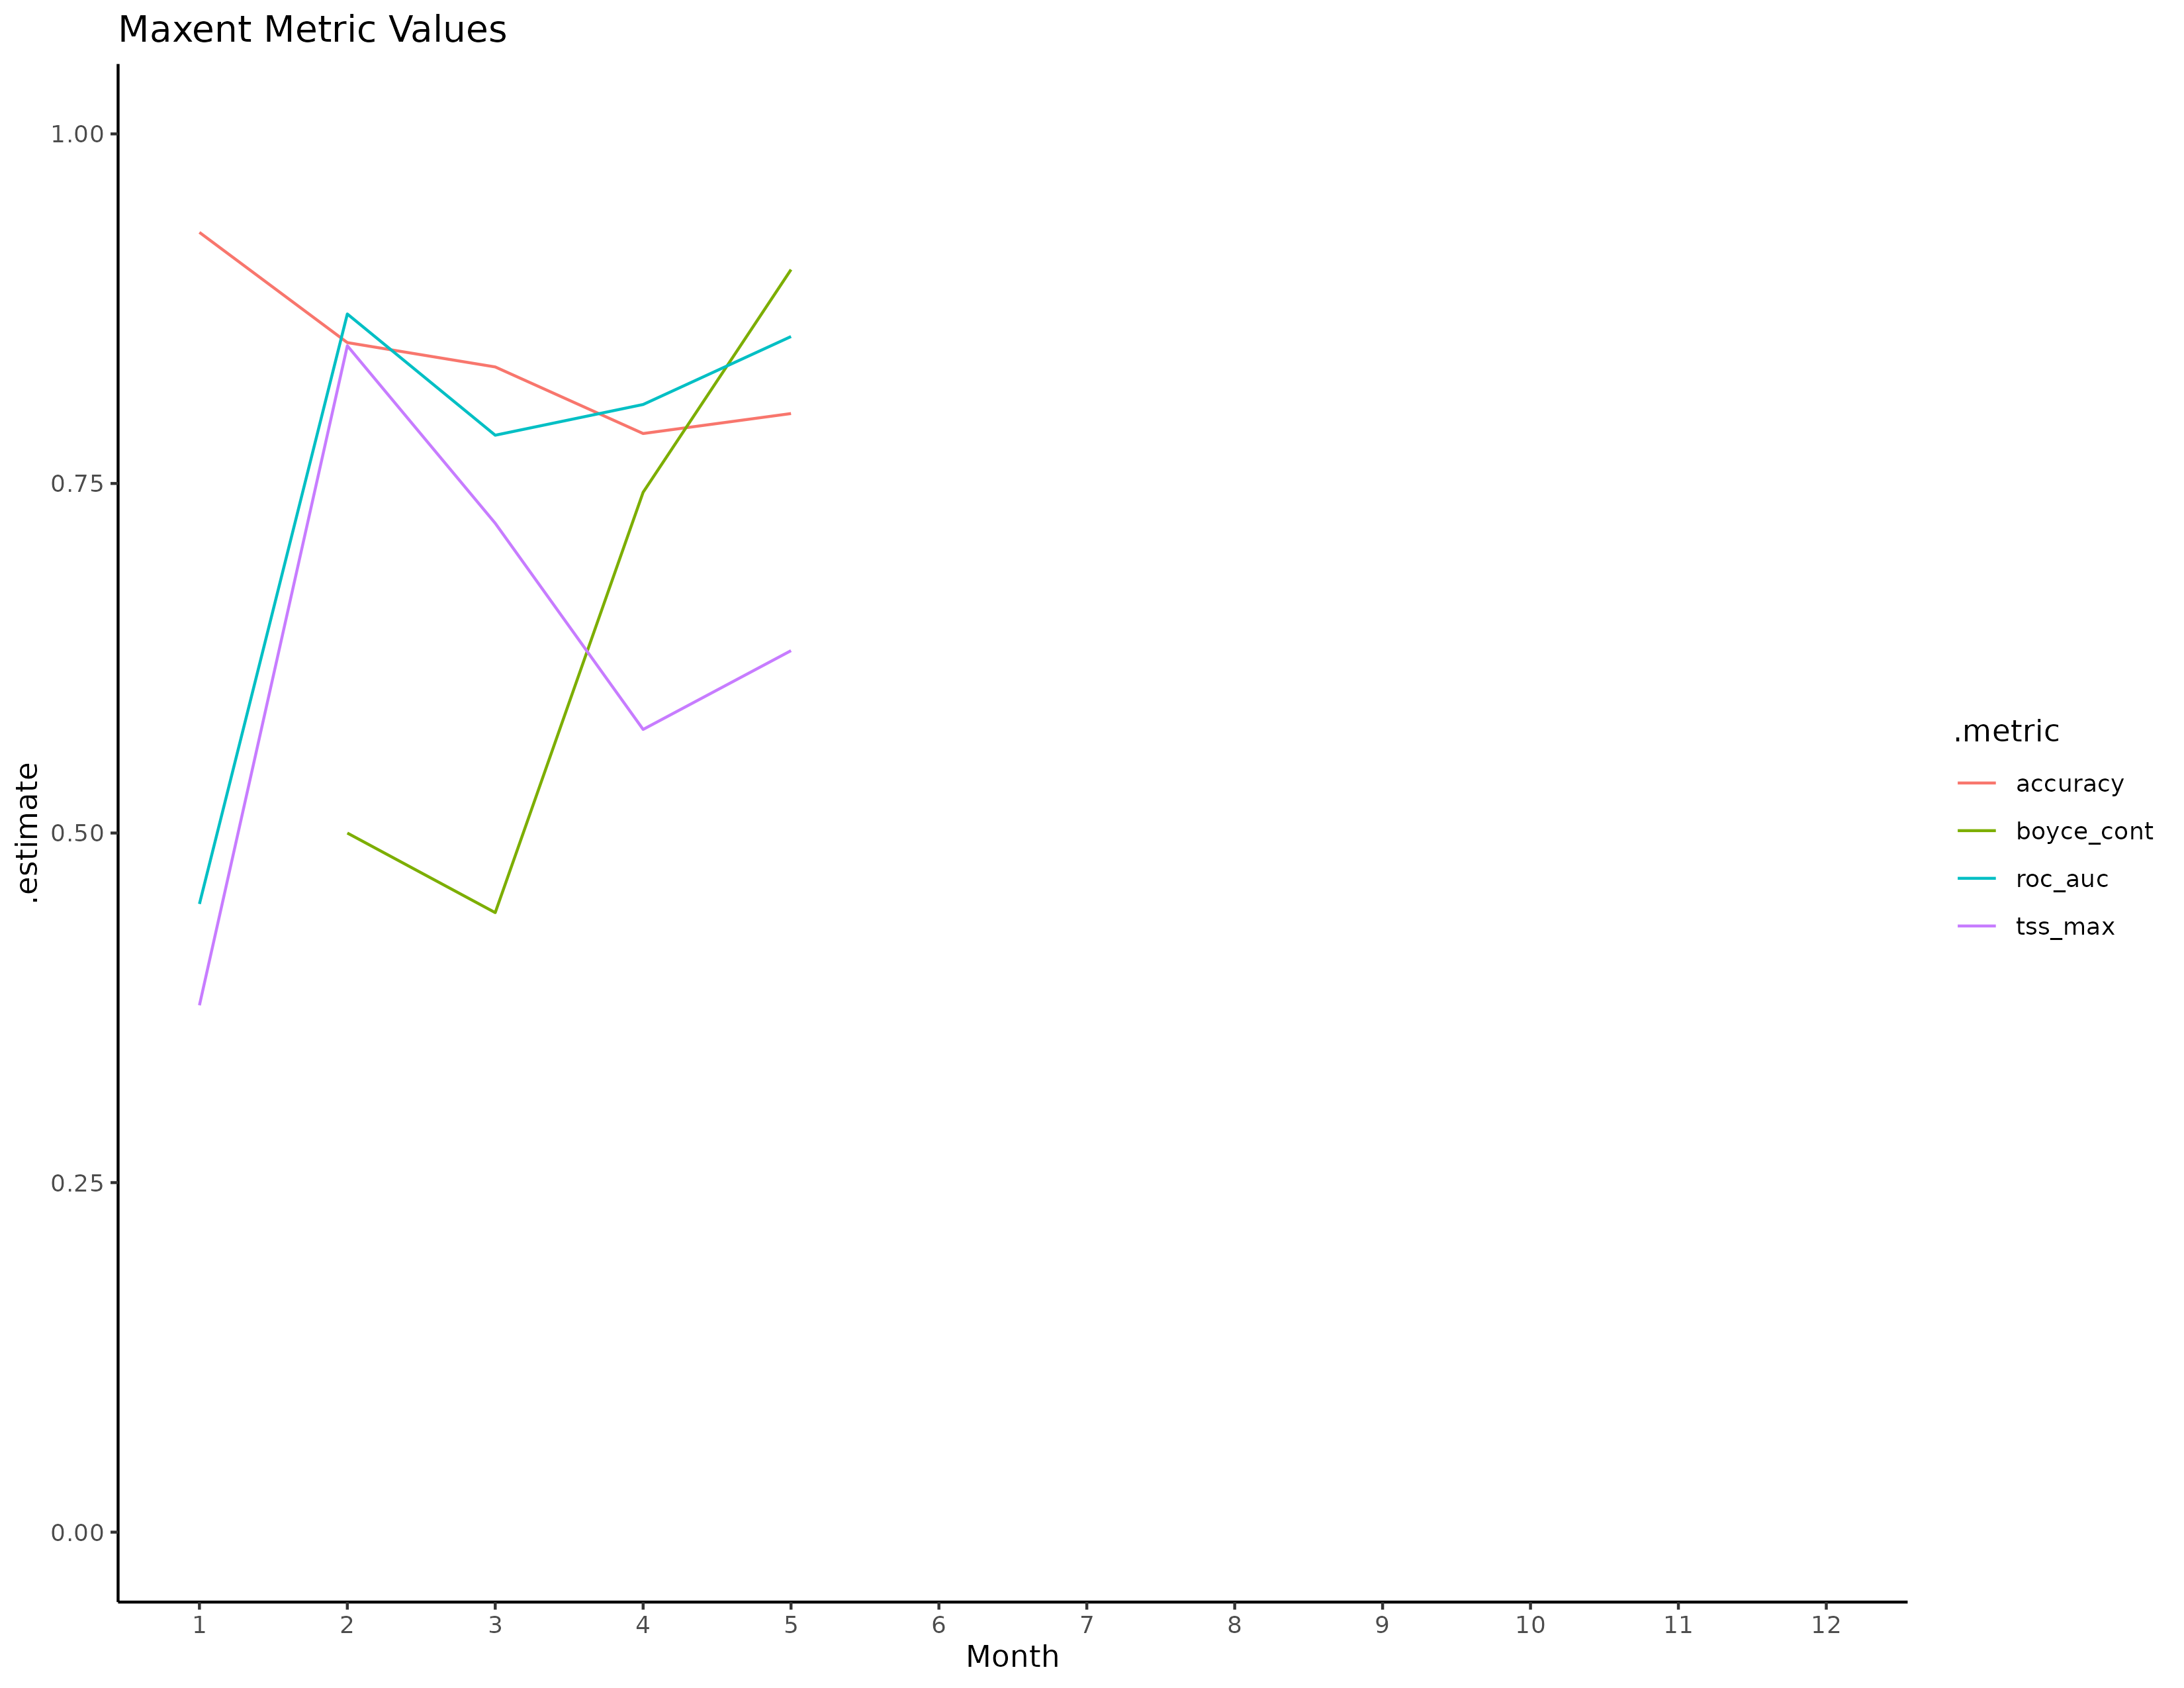 Maxent Metric Values
1.00
0.75
0.50
0.25
0.00
.estimate
1 2 3 4 5 6 7 8 9 10 11 12
Month
.metric
accuracy
boyce_cont
roc_auc
tss_max